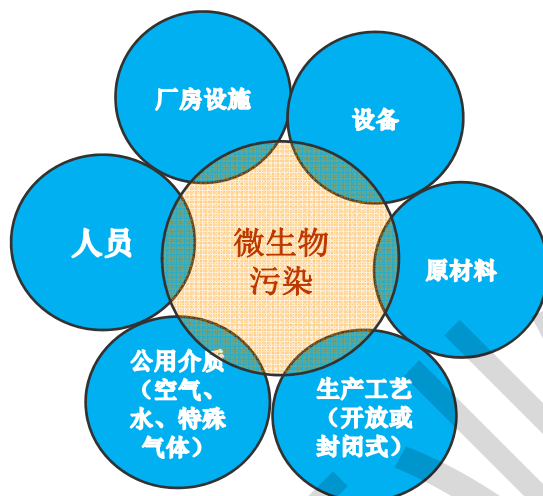 厂房设施
设备
人员
微生物
污染
原材料
公用介质
（空气、
水、特殊
气体）
生产工艺
（开放或
封闭式）